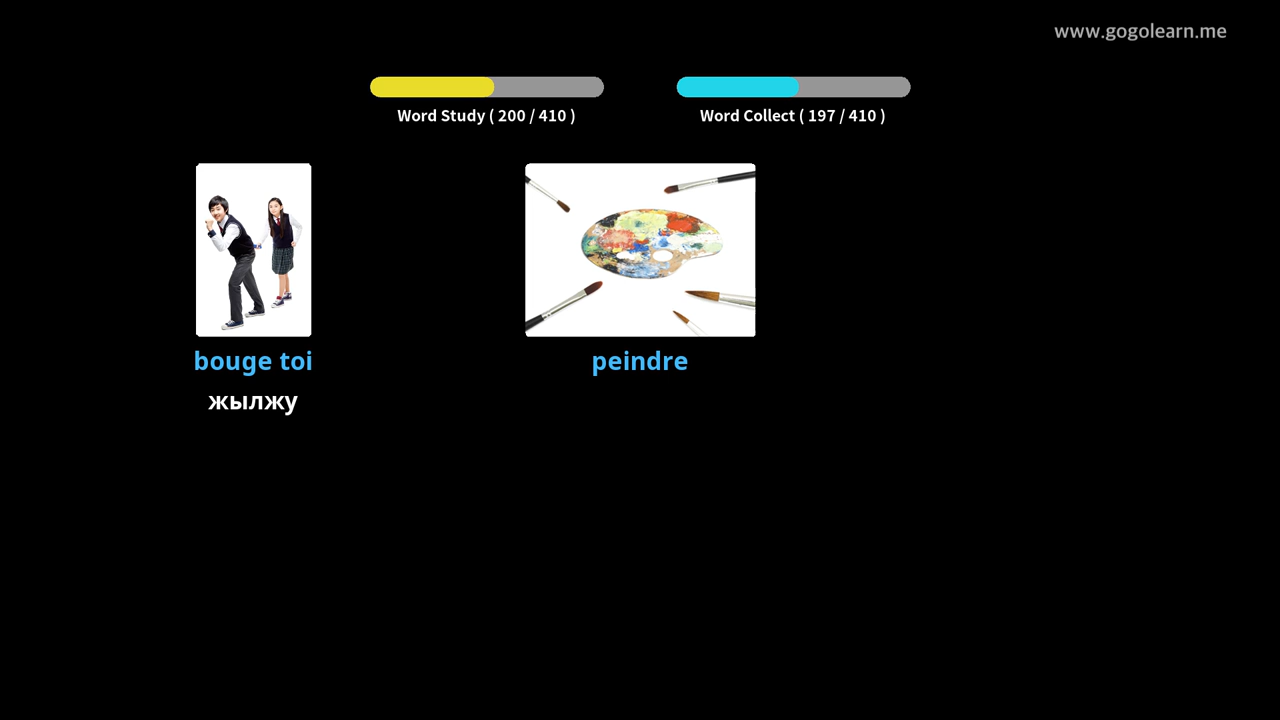 www.gogolearn.me
Word Study ( 200 / 410 )
Word Collect ( 197 / 410 )
bouge toi
жылжу
peindre